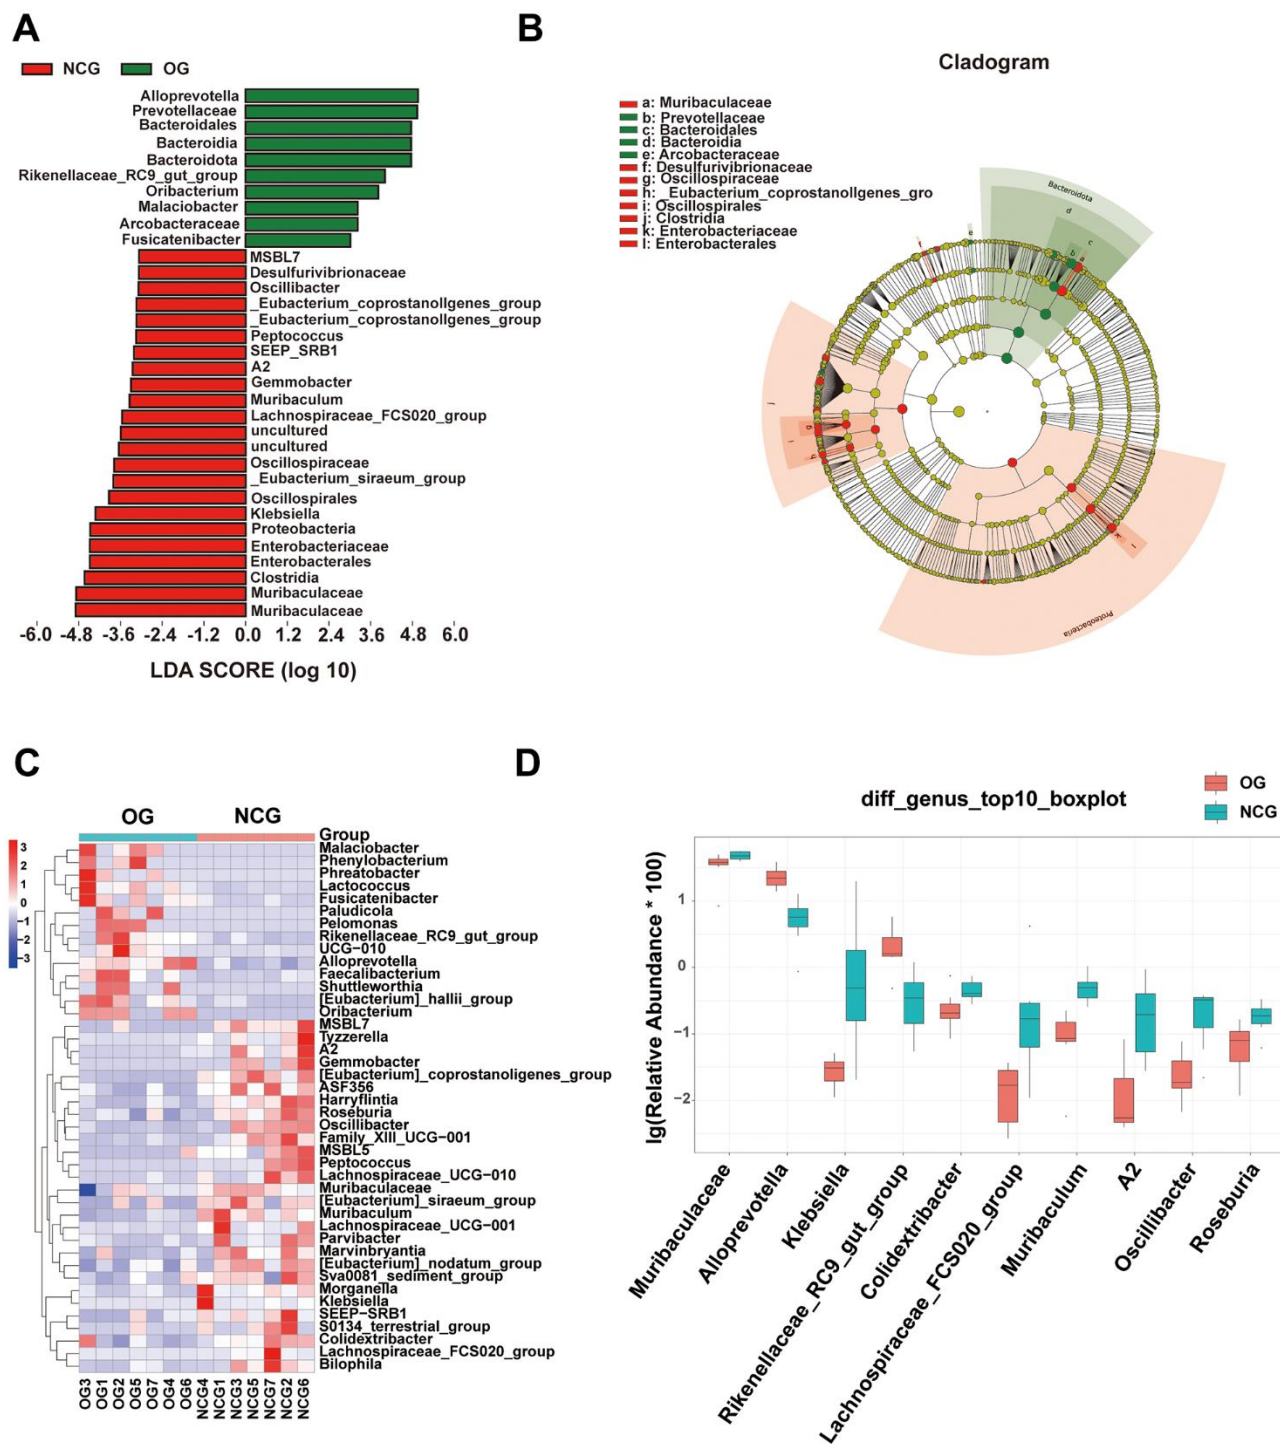 A
NCG OG
Alloprevotella
Prevotellaceae
Bacteroidales
Bacteroidia
Bacteroidota
Rikenellaceae_RC9_gut_group
Oribacterium
Malaciobacter
Arcobacteraceae
Fusicatenibacter
MSBL7
Desulfurivibrionaceae
Oscillibacter
_Eubacterium_coprostanollgenes_group
_Eubacterium_coprostanollgenes_group
Peptococcus
SEEP_SRB1
A2
Gemmobacter
Muribaculum
Lachnospiraceae_FCS020_group
uncultured
uncultured
Oscillospiraceae
_Eubacterium_siraeum_group
Oscillospirales
Klebsiella
Proteobacteria
Enterobacteriaceae
Enterobacterales
Clostridia
Muribaculaceae
Muribaculaceae
-6.0 -4.8 -3.6 -2.4 -1.2 0.0 1.2 2.4 3.6 4.8 6.0
LDA SCORE (log 10)
B
Cladogram
a: Muribaculaceae
b: Prevotellaceae
c: Bacteroidales
d: Bacteroidia
e: Arcobacteraceae
f: Desulfurivibrionaceae
g: Oscillospiraceae
h: _Eubacterium_coprostanollgenes_gro
i: Oscillospirales
j: Clostridia
k: Enterobacteriaceae
l: Enterobacterales
Bacteroidota
d
c
b
a
e
f
j
g
i
h
k
l
Proteobacteria
C
OG NCG
Group
3
2
1
0
−1
−2
−3
Malaciobacter
Phenylobacterium
Phreatobacter
Lactococcus
Fusicatenibacter
Paludicola
Pelomonas
Rikenellaceae_RC9_gut_group
UCG−010
Alloprevotella
Faecalibacterium
Shuttleworthia
[Eubacterium]_hallii_group
Oribacterium
MSBL7
Tyzzerella
A2
Gemmobacter
[Eubacterium]_coprostanoligenes_group
ASF356
Harryflintia
Roseburia
Oscillibacter
Family_XIII_UCG−001
MSBL5
Peptococcus
Lachnospiraceae_UCG−010
Muribaculaceae
[Eubacterium]_siraeum_group
Muribaculum
Lachnospiraceae_UCG−001
Parvibacter
Marvinbryantia
[Eubacterium]_nodatum_group
Sva0081_sediment_group
Morganella
Klebsiella
SEEP−SRB1
S0134_terrestrial_group
Colidextribacter
Lachnospiraceae_FCS020_group
Bilophila
OG3 OG1 OG2 OG5 OG7 OG4 OG6 NCG4 NCG1 NCG3 NCG5 NCG7 NCG2 NCG6
D
diff_genus_top10_boxplot
OG
NCG
lg(Relative Abundance * 100)
1
0
−1
−2
Muribaculaceae
Alloprevotella
Klebsiella
Rikenellaceae_RC9_gut_group
Colidextribacter
Lachnospiraceae_FCS020_group
Muribaculum
A2
Oscillibacter
Roseburia